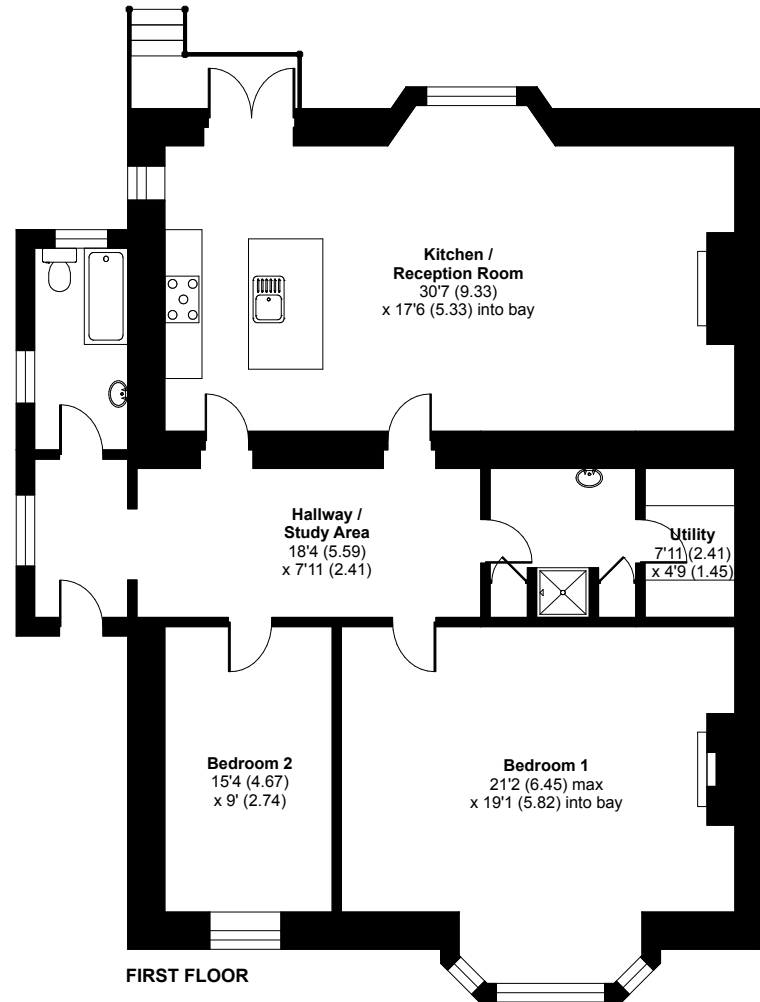 Kitchen /
Reception Room
30'7 (9.33)
x 17'6 (5.33) into bay
Hallway /
Study Area
18'4 (5.59)
x 7'11 (2.41)
Utility
7'11 (2.41)
x 4'9 (1.45)
Bedroom 2
15'4 (4.67)
x 9' (2.74)
Bedroom 1
21'2 (6.45) max
x 19'1 (5.82) into bay
FIRST FLOOR